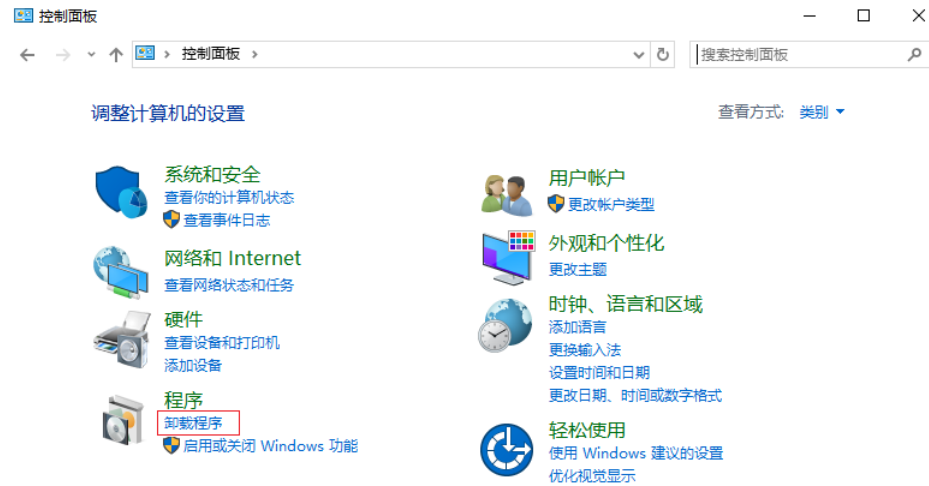 控制面板
控制面板
搜索控制面板
调整计算机的设置
查看方式: 类别
系统和安全
查看你的计算机状态
查看事件日志
网络和 Internet
查看网络状态和任务
硬件
查看设备和打印机
添加设备
程序
卸载程序
启用或关闭 Windows 功能
用户帐户
更改帐户类型
外观和个性化
更改主题
时钟、语言和区域
添加语言
更换输入法
设置时间和日期
更改日期、时间或数字格式
轻松使用
使用 Windows 建议的设置
优化视觉显示